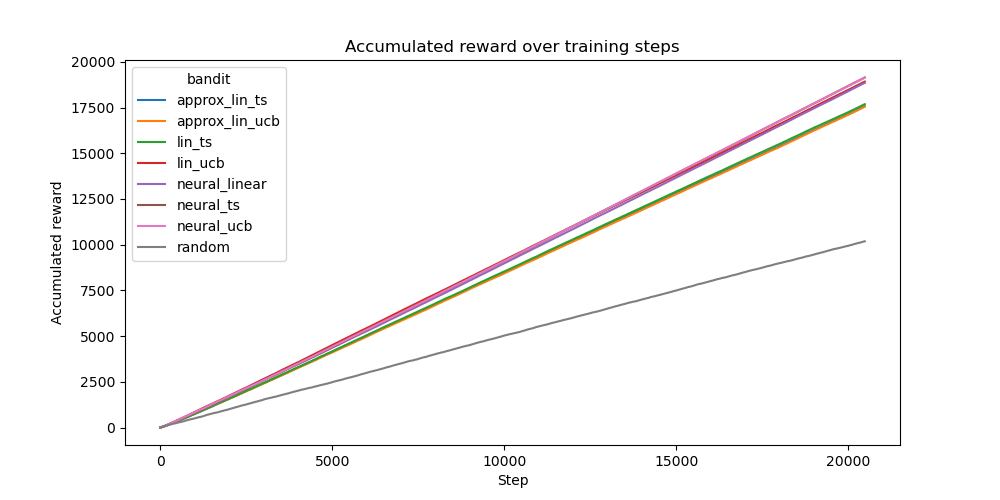 Accumulated reward over training steps
Accumulated reward
20000
17500
15000
12500
10000
7500
5000
2500
0
bandit
approx_lin_ts
approx_lin_ucb
lin_ts
lin_ucb
neural_linear
neural_ts
neural_ucb
random
0 5000 10000 15000 20000
Step